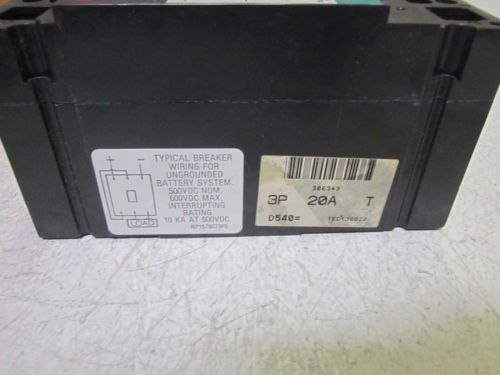 TYPICAL BREAKER
WIRING FOR
UNGROUNDED
BATTERY SYSTEM.
500VDC NOM.
600VDC MAX.
INTERRUPTING
RATING
10 KA AT 500VDC.
+ −
LOAD
306343
3P 20A T
D540=